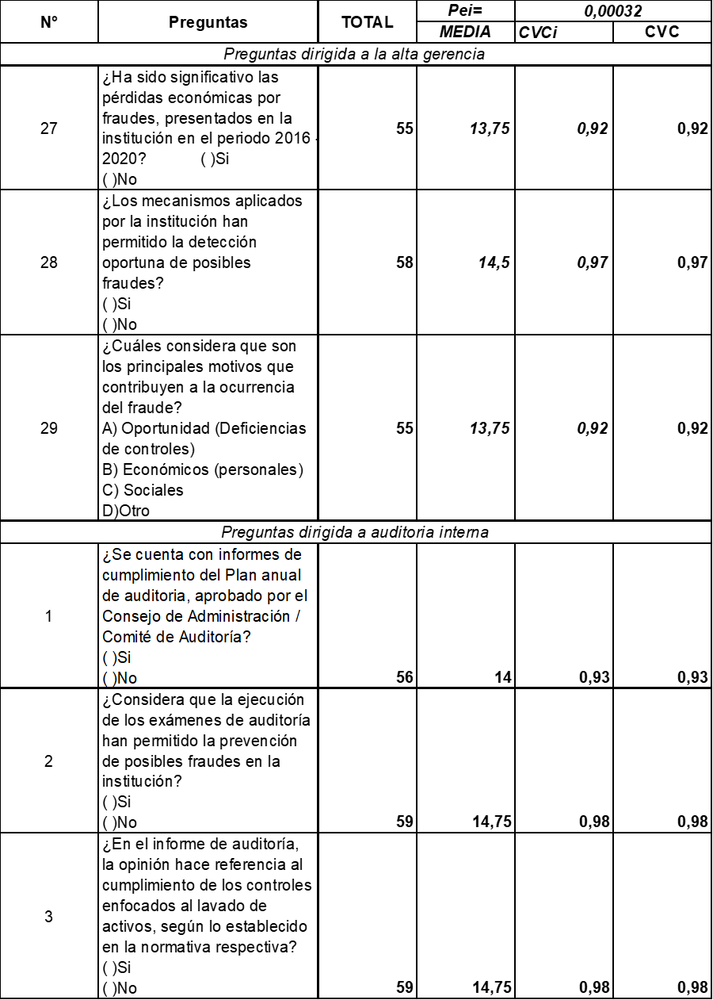 N° Preguntas TOTAL Pei= 0,00032
MEDIA CVCi CVC
Preguntas dirigida a la alta gerencia
27
¿Ha sido significativo las
pérdidas económicas por
fraudes, presentados en la
institución en el periodo 2016 -
2020? ( )Si
( )No
55 13,75 0,92 0,92
28
¿Los mecanismos aplicados
por la institución han
permitido la detección
oportuna de posibles
fraudes?
( )Si
( )No
58 14,5 0,97 0,97
29
¿Cuáles considera que son
los principales motivos que
contribuyen a la ocurrencia
del fraude?
A) Oportunidad (Deficiencias
de controles)
B) Económicos (personales)
C) Sociales
D)Otro
55 13,75 0,92 0,92
Preguntas dirigida a auditoria interna
1
¿Se cuenta con informes de
cumplimiento del Plan anual
de auditoria, aprobado por el
Consejo de Administración /
Comité de Auditoría?
( )Si
( )No
56 14 0,93 0,93
2
¿Considera que la ejecución
de los exámenes de auditoría
han permitido la prevención
de posibles fraudes en la
institución?
( )Si
( )No
59 14,75 0,98 0,98
3
¿En el informe de auditoría,
la opinión hace referencia al
cumplimiento de los controles
enfocados al lavado de
activos, según lo establecido
en la normativa respectiva?
( )Si
( )No
59 14,75 0,98 0,98